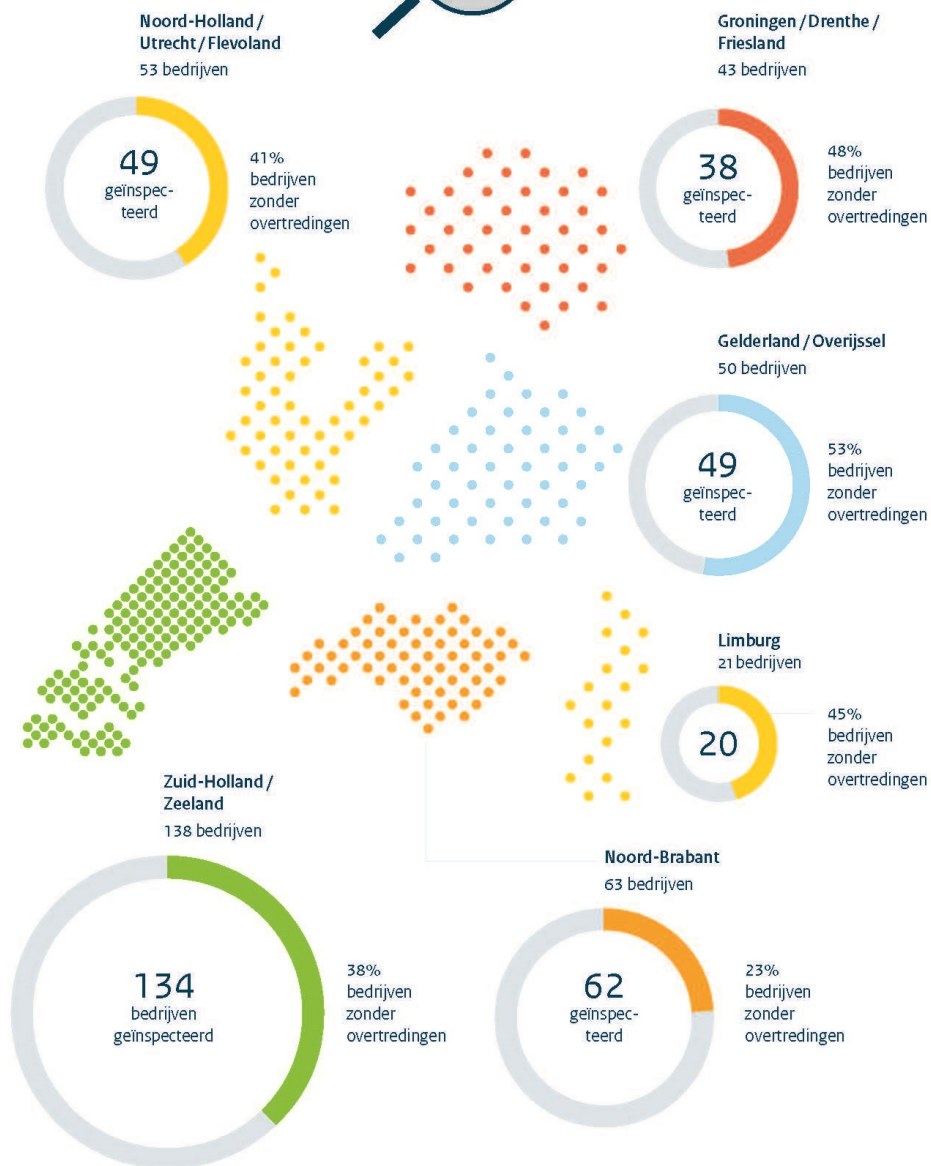 Noord-Holland /
Utrecht / Flevoland
53 bedrijven
49
geïnspec-
teerd
41%
bedrijven
zonder
overtredingen
Groningen / Drenthe /
Friesland
43 bedrijven
38
geïnspec-
teerd
48%
bedrijven
zonder
overtredingen
Gelderland / Overijssel
50 bedrijven
49
geïnspec-
teerd
53%
bedrijven
zonder
overtredingen
Limburg
21 bedrijven
20
45%
bedrijven
zonder
overtredingen
Zuid-Holland /
Zeeland
138 bedrijven
134
bedrijven
geïnspecteerd
38%
bedrijven
zonder
overtredingen
Noord-Brabant
63 bedrijven
62
geïnspec-
teerd
23%
bedrijven
zonder
overtredingen